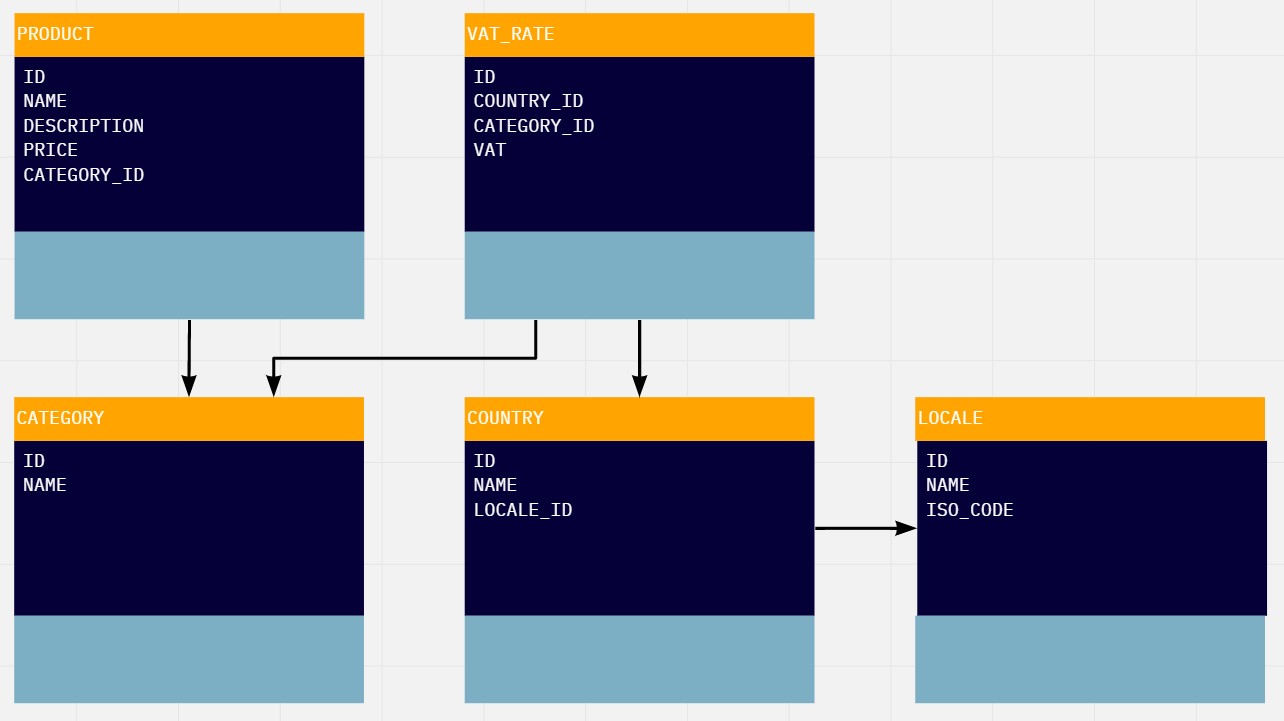 PRODUCT
ID
NAME
DESCRIPTION
PRICE
CATEGORY_ID
VAT_RATE
ID
COUNTRY_ID
CATEGORY_ID
VAT
CATEGORY
ID
NAME
COUNTRY
ID
NAME
LOCALE_ID
LOCALE
ID
NAME
ISO_CODE